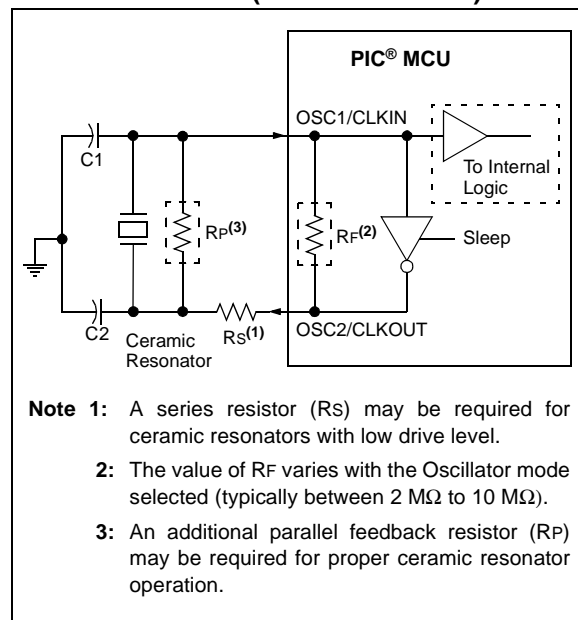 PIC® MCU
OSC1/CLKIN
C1
To Internal
Logic
RP(3)
RF(2)
Sleep
C2
Ceramic
Resonator
RS(1)
OSC2/CLKOUT
Note 1: A series resistor (RS) may be required for
ceramic resonators with low drive level.
2: The value of RF varies with the Oscillator mode
selected (typically between 2 MΩ to 10 MΩ).
3: An additional parallel feedback resistor (RP)
may be required for proper ceramic resonator
operation.